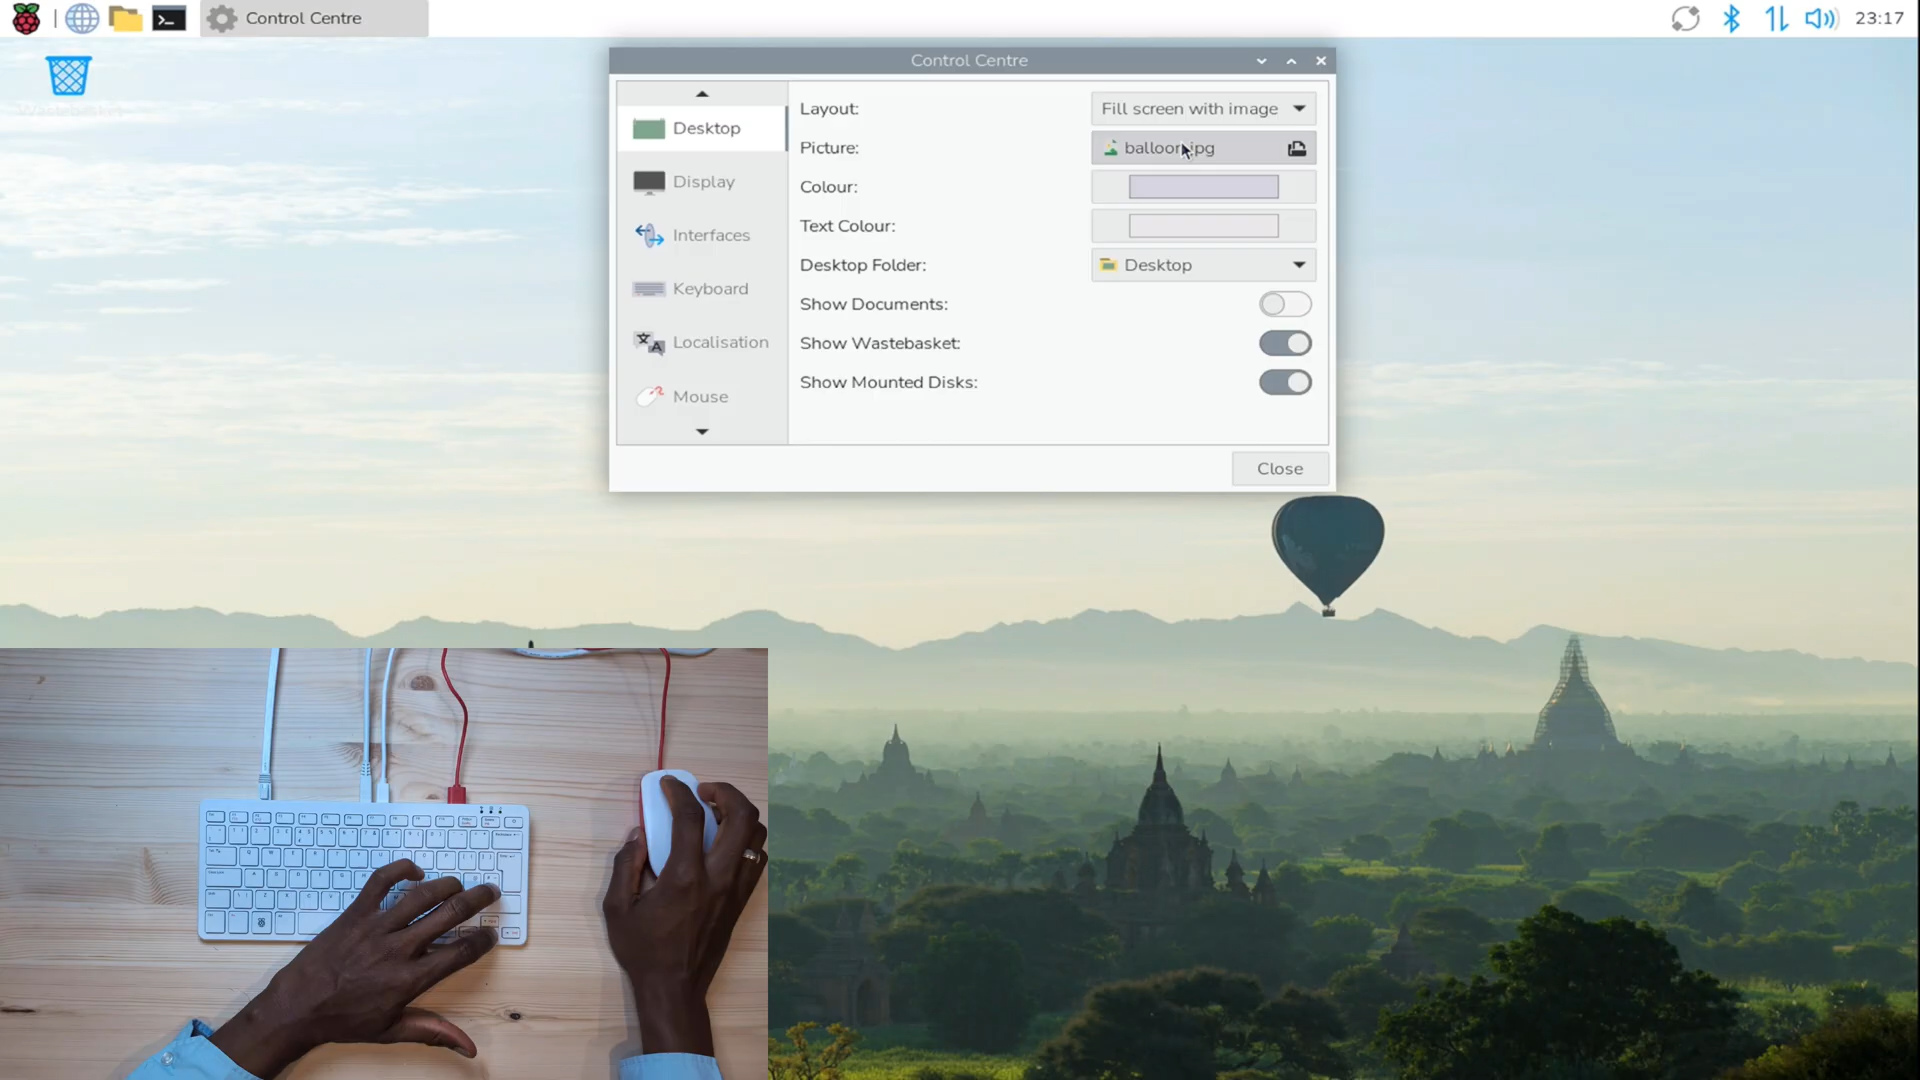 Control Centre
23:17
Control Centre
Desktop
Display
Interfaces
Keyboard
Localisation
Mouse
Layout:
Fill screen with image
Picture:
Colour:
Text Colour:
Desktop Folder:
Desktop
Show Documents:
Show Wastebasket:
Show Mounted Disks:
Close